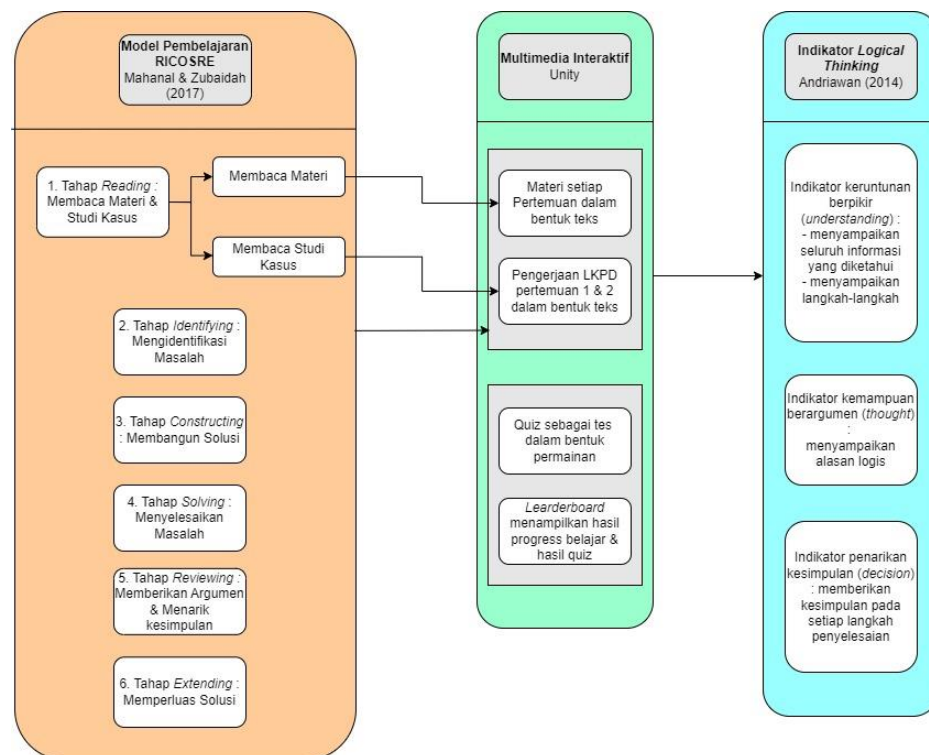 Model Pembelajaran
RICOSRE
Mahanal & Zubaidah
(2017)
1. Tahap Reading :
Membaca Materi &
Studi Kasus
Membaca Materi
Membaca Studi
Kasus
2. Tahap Identifying :
Mengidentifikasi
Masalah
3. Tahap Constructing
: Membangun Solusi
4. Tahap Solving :
Menyelesaikan
Masalah
5. Tahap Reviewing :
Memberikan Argumen
& Menarik
kesimpulan
6. Tahap Extending :
Memperluas Solusi
Multimedia Interaktif
Unity
Materi setiap
Pertemuan dalam
bentuk teks
Pengerjaan LKPD
pertemuan 1 & 2
dalam bentuk teks
Quiz sebagai tes
dalam bentuk
permainan
Learderboard
menampilkan hasil
progress belajar &
hasil quiz
Indikator Logical
Thinking
Andriawan (2014)
Indikator keruntunan
berpikir
(understanding) :
- menyampaikan
seluruh informasi
yang diketahui
- menyampaikan
langkah-langkah
Indikator kemampuan
berargumen (thought)
:
menyampaikan
alasan logis
Indikator penarikan
kesimpulan (decision)
: memberikan
kesimpulan pada
setiap langkah
penyelesaian